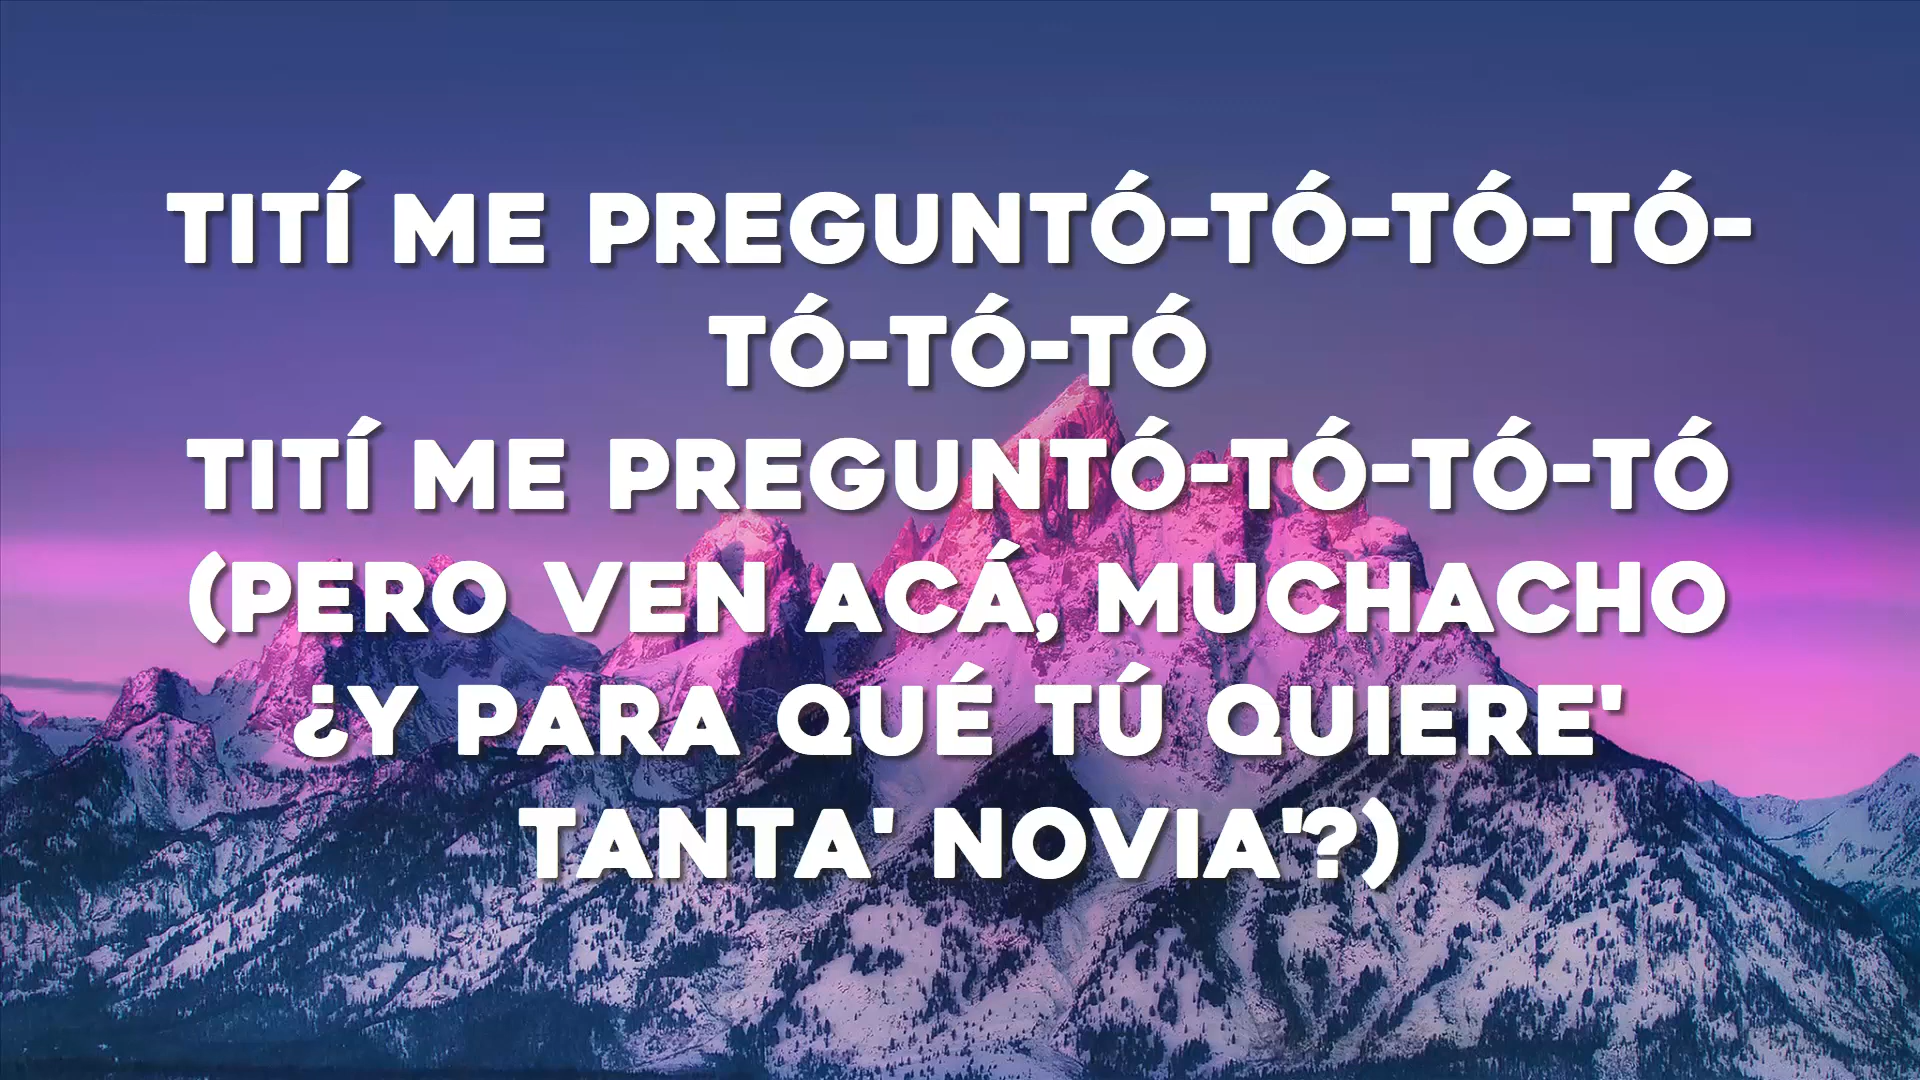 TITÍ ME PREGUNTÓ-TÓ-TÓ-TÓ-
TÓ-TÓ-TÓ
TITÍ ME PREGUNTÓ-TÓ-TÓ-TÓ
(PERO VEN ACÁ, MUCHACHO
¿Y PARA QUÉ TÚ QUIERE'
TANTA' NOVIA'?)